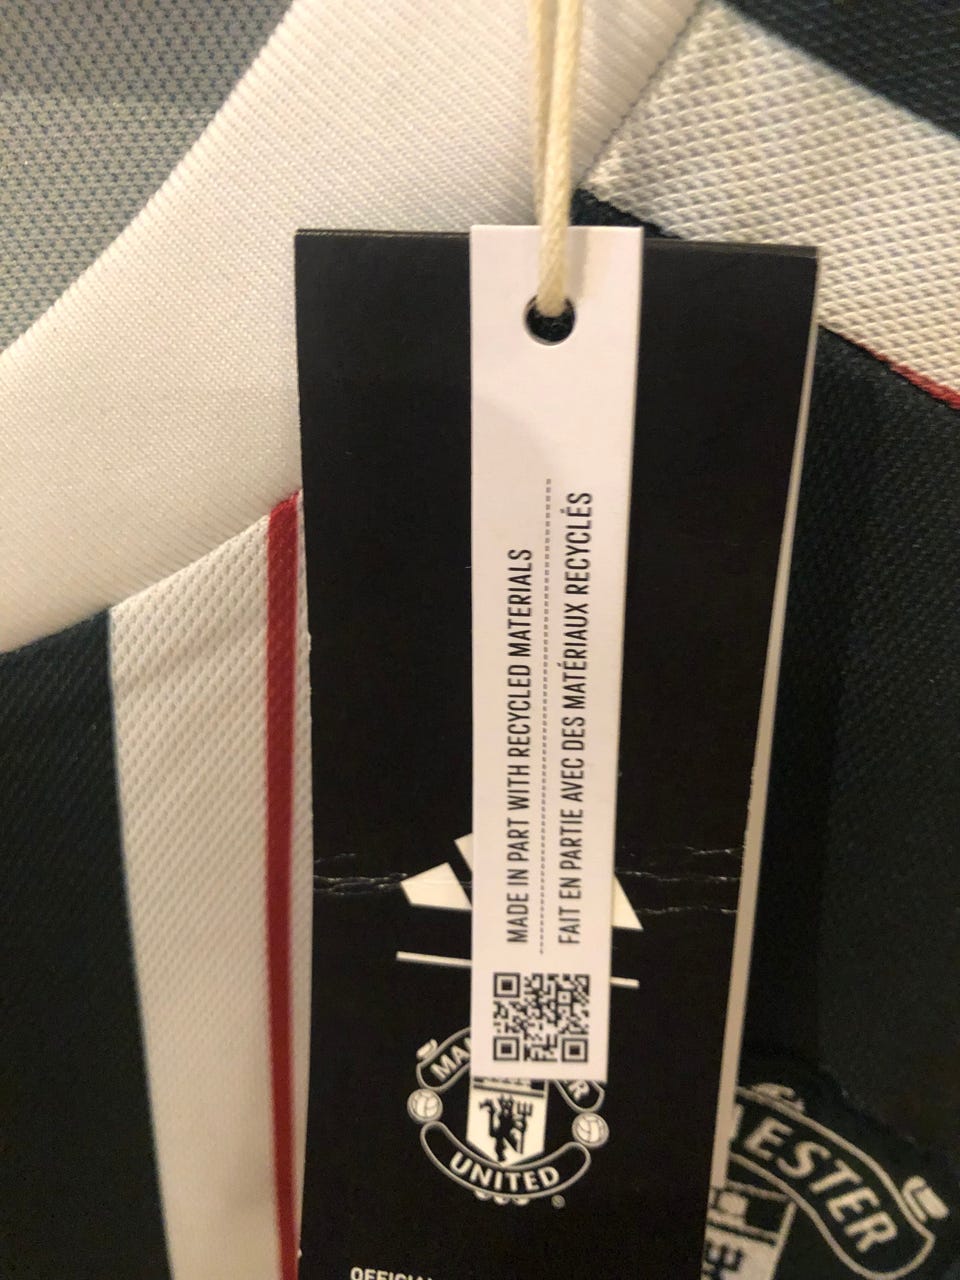 MADE IN PART WITH RECYCLED MATERIALS
FAIT EN PARTIE AVEC DES MATÉRIAUX RECYCLÉS
UNITED